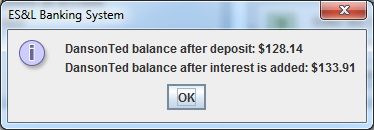 ES&L Banking System
DansonTed balance after deposit: $128.14
DansonTed balance after interest is added: $133.91
OK